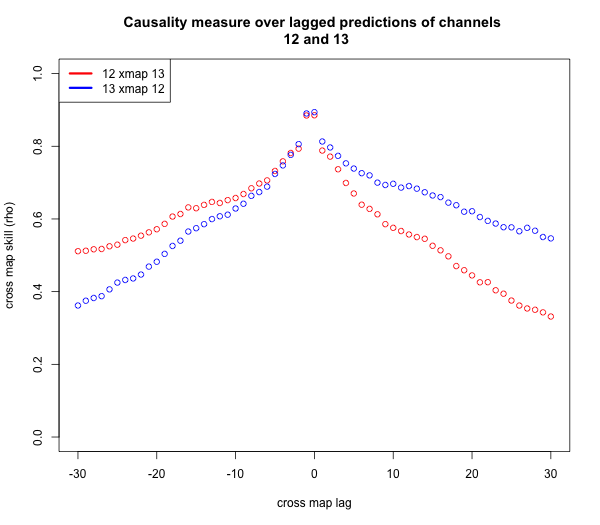 Causality measure over lagged predictions of channels
12 and 13
12 xmap 13
13 xmap 12
1.0
0.8
0.6
0.4
0.2
0.0
cross map skill (rho)
-30 -20 -10 0 10 20 30
cross map lag